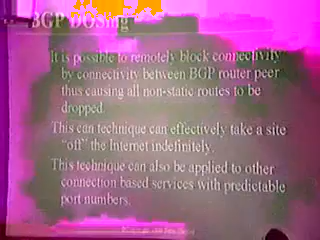 BGP DOSing
It is possible to remotely block connectivity
by connectivity between BGP router peer
thus causing all non-static routes to be
dropped.
This can technique can effectively take a site
“off” the Internet indefinitely.
This technique can also be applied to other
connection based services with predictable
port numbers.